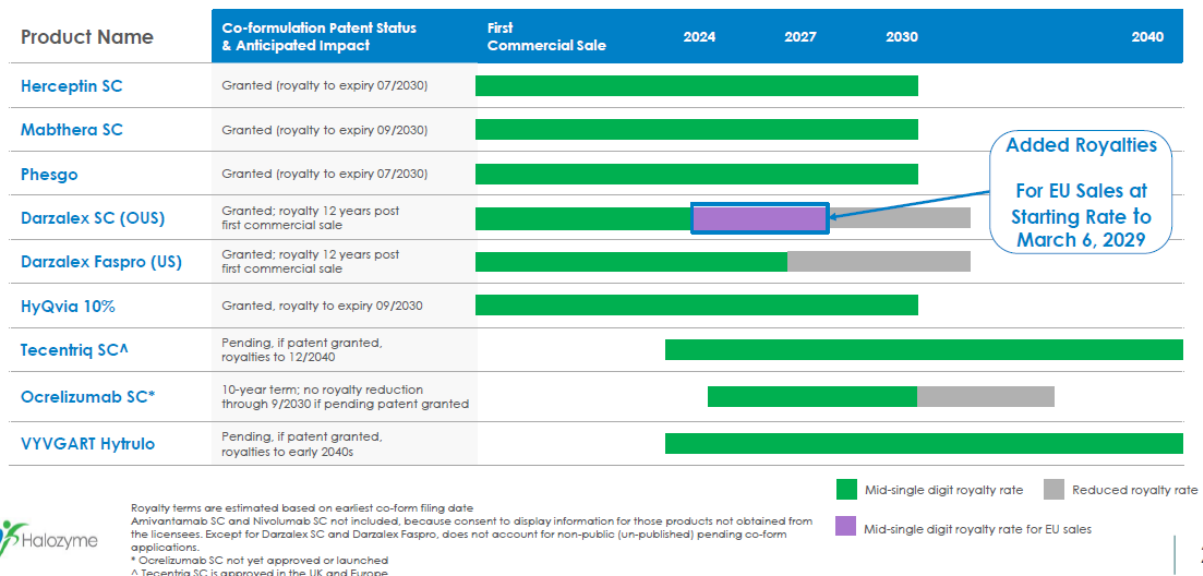 Product Name
Co-formulation Patent Status
& Anticipated Impact
First
Commercial Sale
2024
2027
2030
2040
Herceptin SC
Granted (royalty to expiry 07/2030)
Mabthera SC
Granted (royalty to expiry 09/2030)
Phesgo
Granted (royalty to expiry 07/2030)
Darzalex SC (OUS)
Granted; royalty 12 years post
first commercial sale
Darzalex Faspro (US)
Granted; royalty 12 years post
first commercial sale
HyQvia 10%
Granted, royalty to expiry 09/2030
Tecentriq SC^
Pending, if patent granted,
royalties to 12/2040
Ocrelizumab SC*
10-year term; no royalty reduction
through 9/2030 if pending patent granted
VYVGART Hytrulo
Pending, if patent granted,
royalties to early 2040s
Added Royalties
For EU Sales at
Starting Rate to
March 6, 2029
Mid-single digit royalty rate
Reduced royalty rate
Mid-single digit royalty rate for EU sales
Halozyme
Royalty terms are estimated based on earliest co-form filing date
Amivantamab SC and Nivolumab SC not included, because consent to display information for those products not obtained from
the licensees. Except for Darzalex SC and Darzalex Faspro, does not account for non-public (un-published) pending co-form
applications.
* Ocrelizumab SC not yet approved or launched
^ Tecentriq SC is approved in the UK and Europe